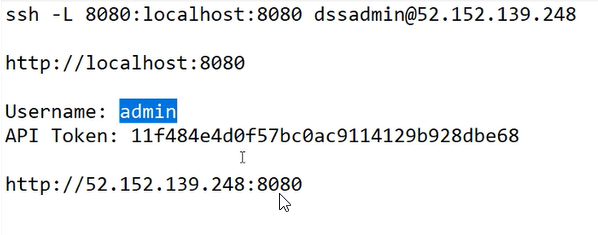 ssh -L 8080:localhost:8080 dssadmin@52.152.139.248
http://localhost:8080
Username: admin
API Token: 11f484e4d0f57bc0ac9114129b928dbe68
http://52.152.139.248:8080